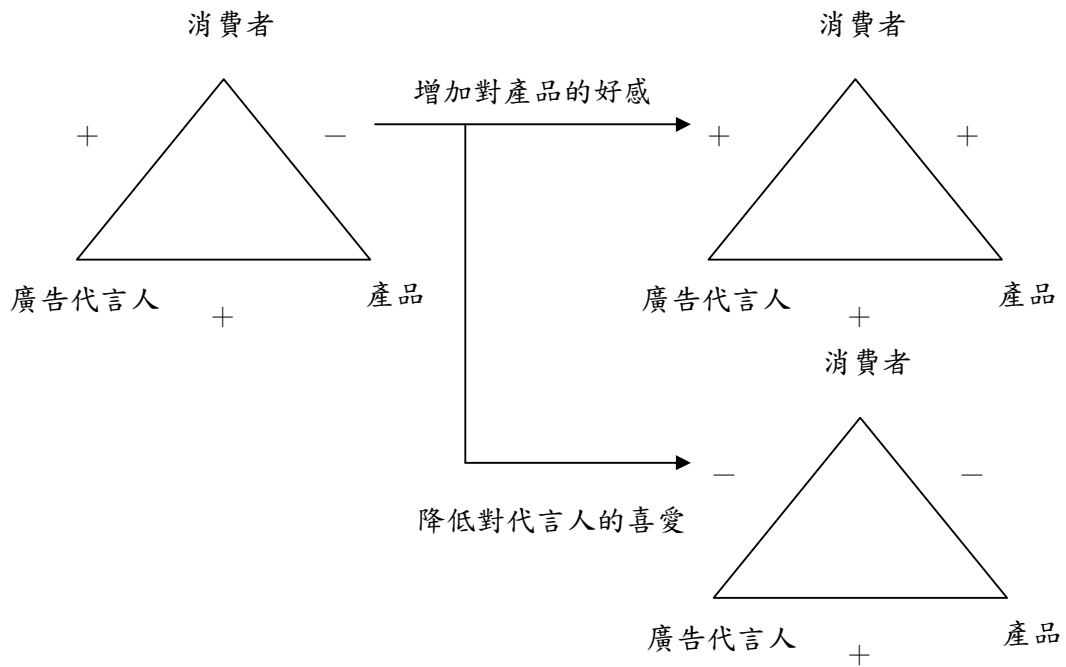 消費者
消費者
增加對產品的好感
＋
－
＋
＋
廣告代言人
產品
廣告代言人
產品
＋
＋
消費者
－
－
降低對代言人的喜愛
廣告代言人
產品
＋